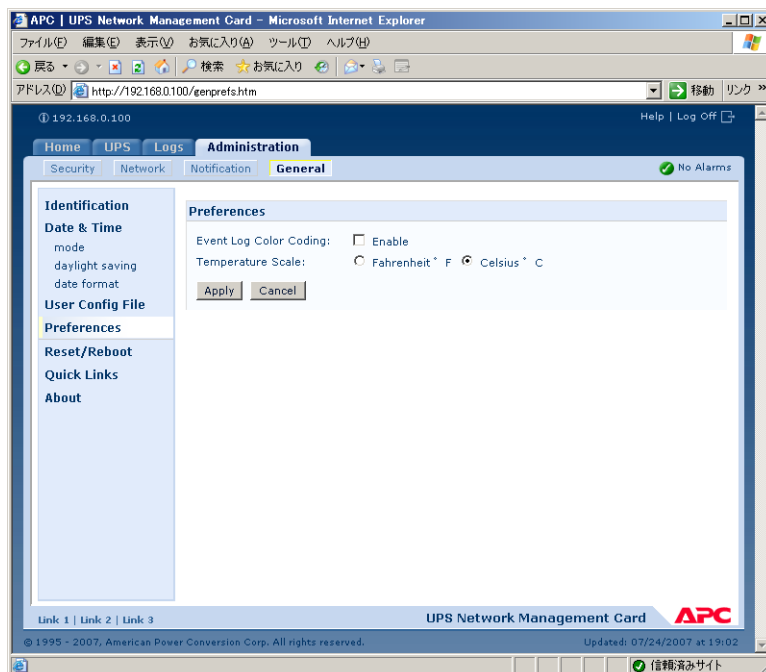 APC | UPS Network Management Card - Microsoft Internet Explorer
ファイル(F) 編集(E) 表示(V) お気に入り(A) ツール(T) ヘルプ(H)
戻る 検索 お気に入り
アドレス(D) http://192.168.0.100/genprefs.htm 移動 リンク »
192.168.0.100 Help | Log Off
Home UPS Logs Administration
Security Network Notification General No Alarms
Identification
Date & Time
mode
daylight saving
date format
User Config File
Preferences
Reset/Reboot
Quick Links
About
Preferences
Event Log Color Coding: Enable
Temperature Scale: Fahrenheit° F Celsius° C
Apply Cancel
Link 1 | Link 2 | Link 3 UPS Network Management Card APC
© 1995 - 2007, American Power Conversion Corp. All rights reserved. Updated: 07/24/2007 at 19:02
信頼済みサイト